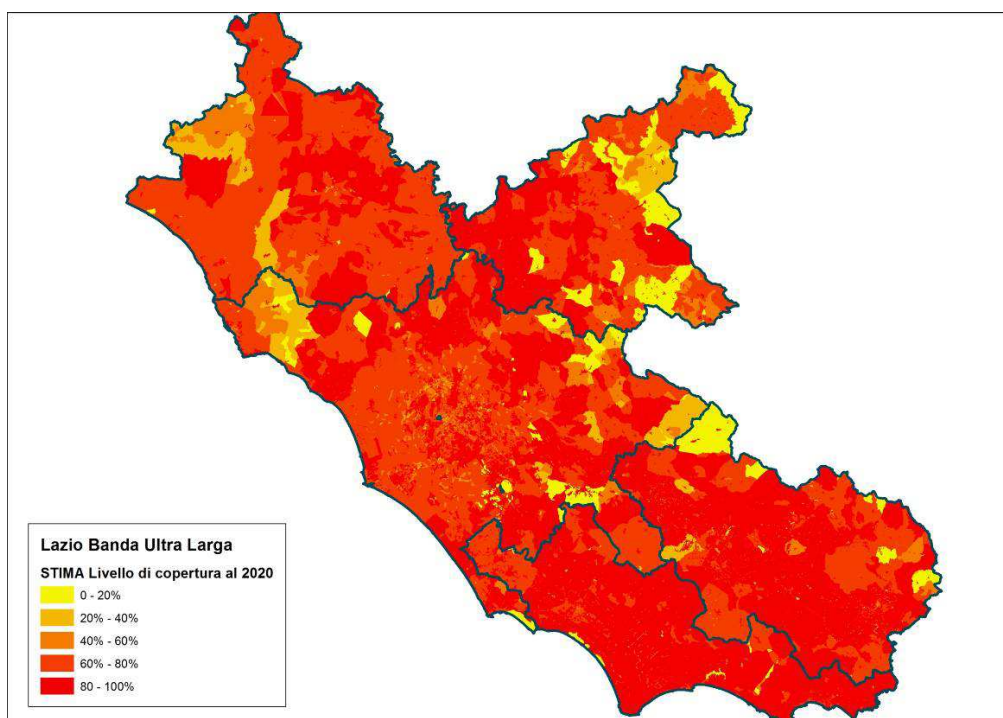 Lazio Banda Ultra Larga
STIMA Livello di copertura al 2020
0 - 20%
20% - 40%
40% - 60%
60% - 80%
80 - 100%